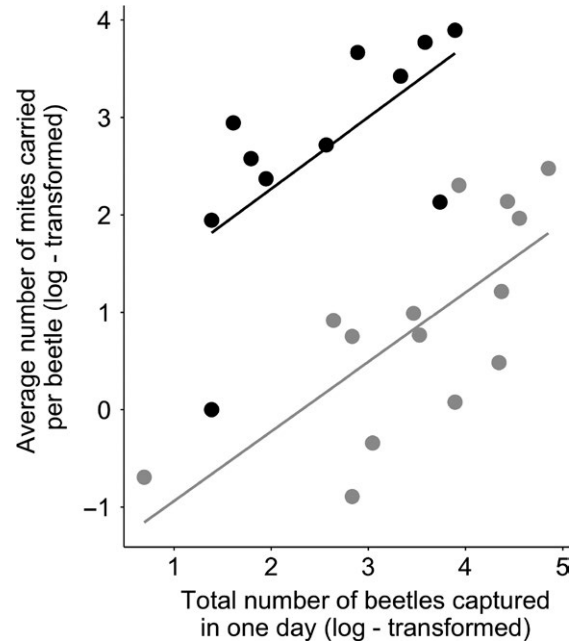 Average number of mites carried
per beetle (log - transformed)
4
3
2
1
0
−1
1 2 3 4 5
Total number of beetles captured
in one day (log - transformed)